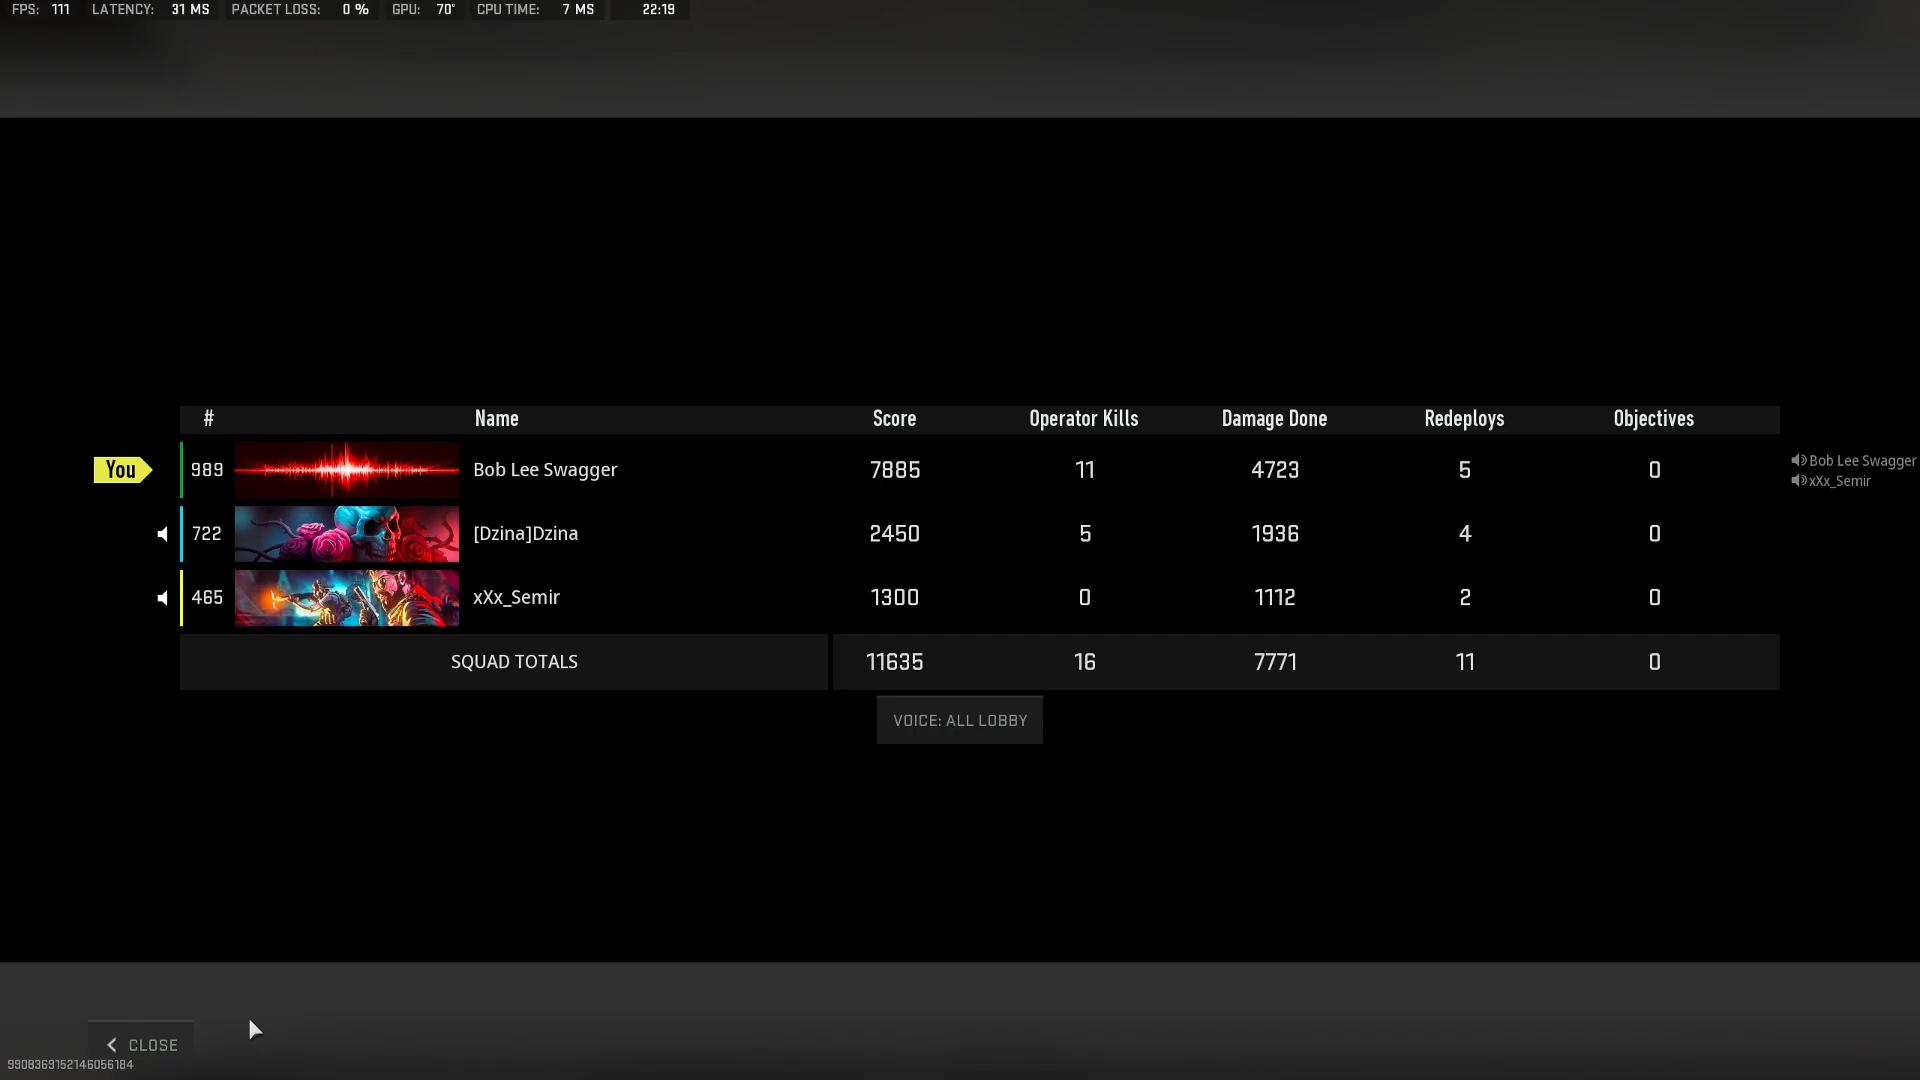 FPS: 111 LATENCY: 31 MS PACKET LOSS: 0 % GPU: 70° CPU TIME: 7 MS 22:19
# Name Score Operator Kills Damage Done Redeploys Objectives
You 989 Bob Lee Swagger 7885 11 4723 5 0
722 [Dzina]Dzina 2450 5 1936 4 0
465 xXx_Semir 1300 0 1112 2 0
SQUAD TOTALS 11635 16 7771 11 0
Bob Lee Swagger
xXx_Semir
VOICE: ALL LOBBY
CLOSE
9908369152146056184